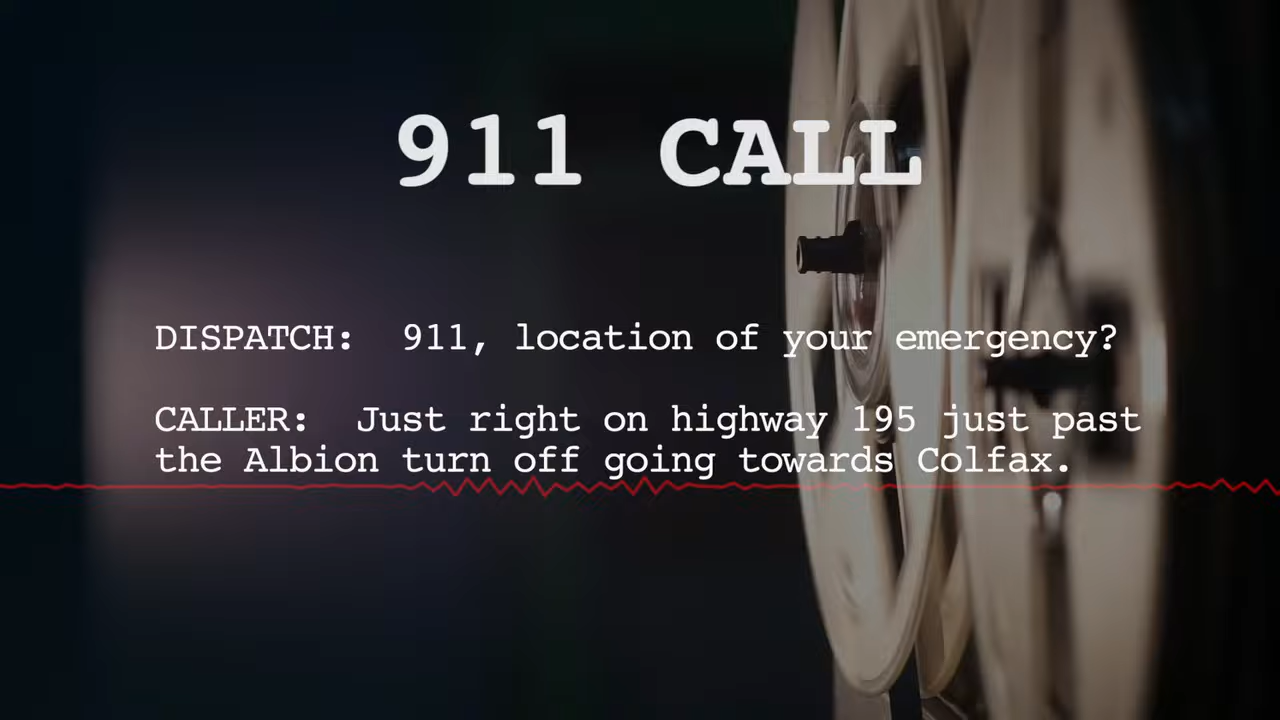 911 CALL
DISPATCH:  911, location of your emergency?
CALLER:  Just right on highway 195 just past
the Albion turn off going towards Colfax.